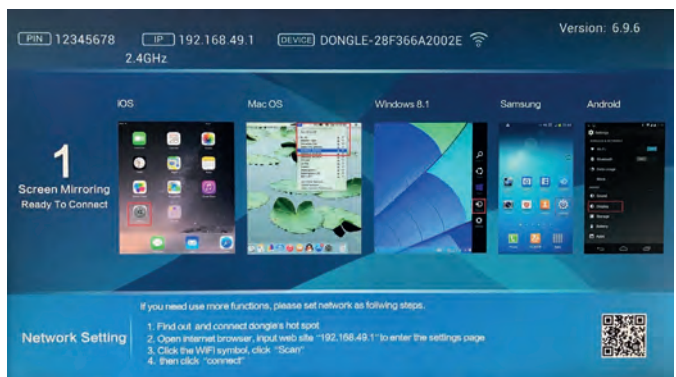 PIN 12345678 IP 192.168.49.1 DEVICE DONGLE-28F366A2002E Version: 6.9.6
2.4GHz
iOS Mac OS Windows 8.1 Samsung Android
1
Screen Mirroring
Ready To Connect
Network Setting
If you need use more functions, please set network as follwing steps.
1. Find out and connect dongle's hot spot
2. Open internet browser, input web site "192.168.49.1" to enter the settings page
3. Click the WIFI symbol, click "Scan"
4. then click "connect"